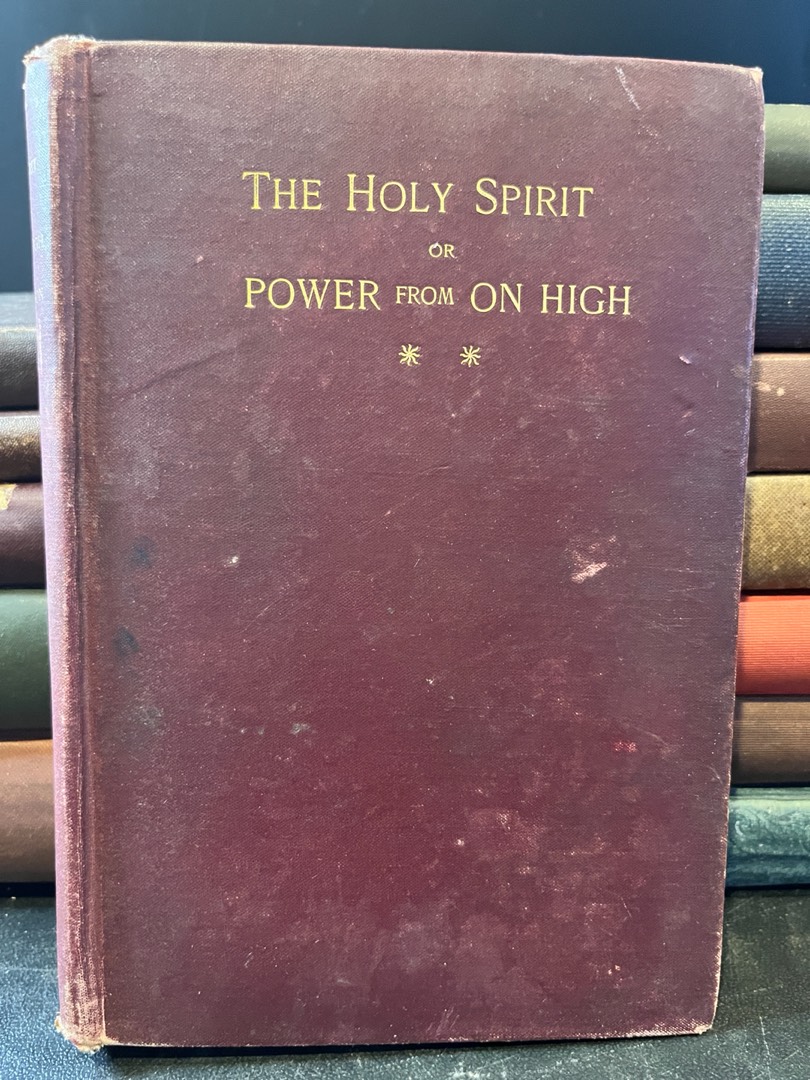 THE HOLY SPIRIT
OR
POWER FROM ON HIGH